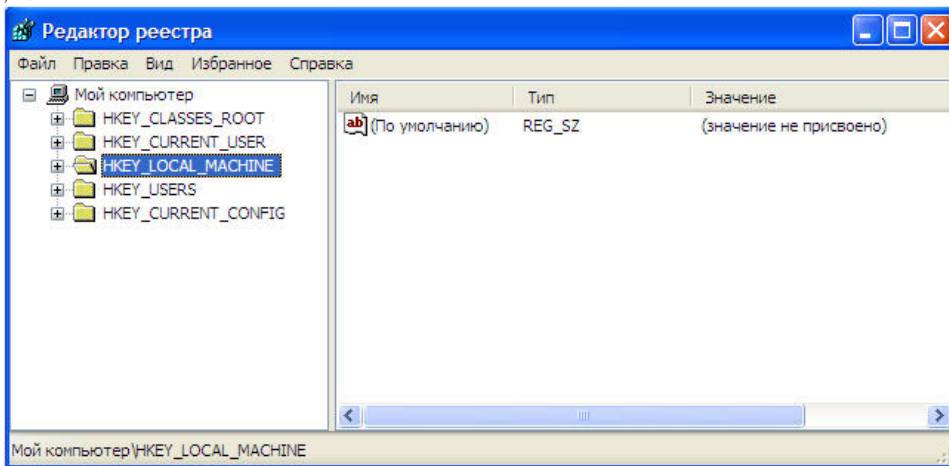 Редактор реестра
Файл Правка Вид Избранное Справка
Мой компьютер
HKEY_CLASSES_ROOT
HKEY_CURRENT_USER
HKEY_LOCAL_MACHINE
HKEY_USERS
HKEY_CURRENT_CONFIG
Имя Тип Значение
ab (По умолчанию) REG_SZ (значение не присвоено)
Мой компьютер\HKEY_LOCAL_MACHINE